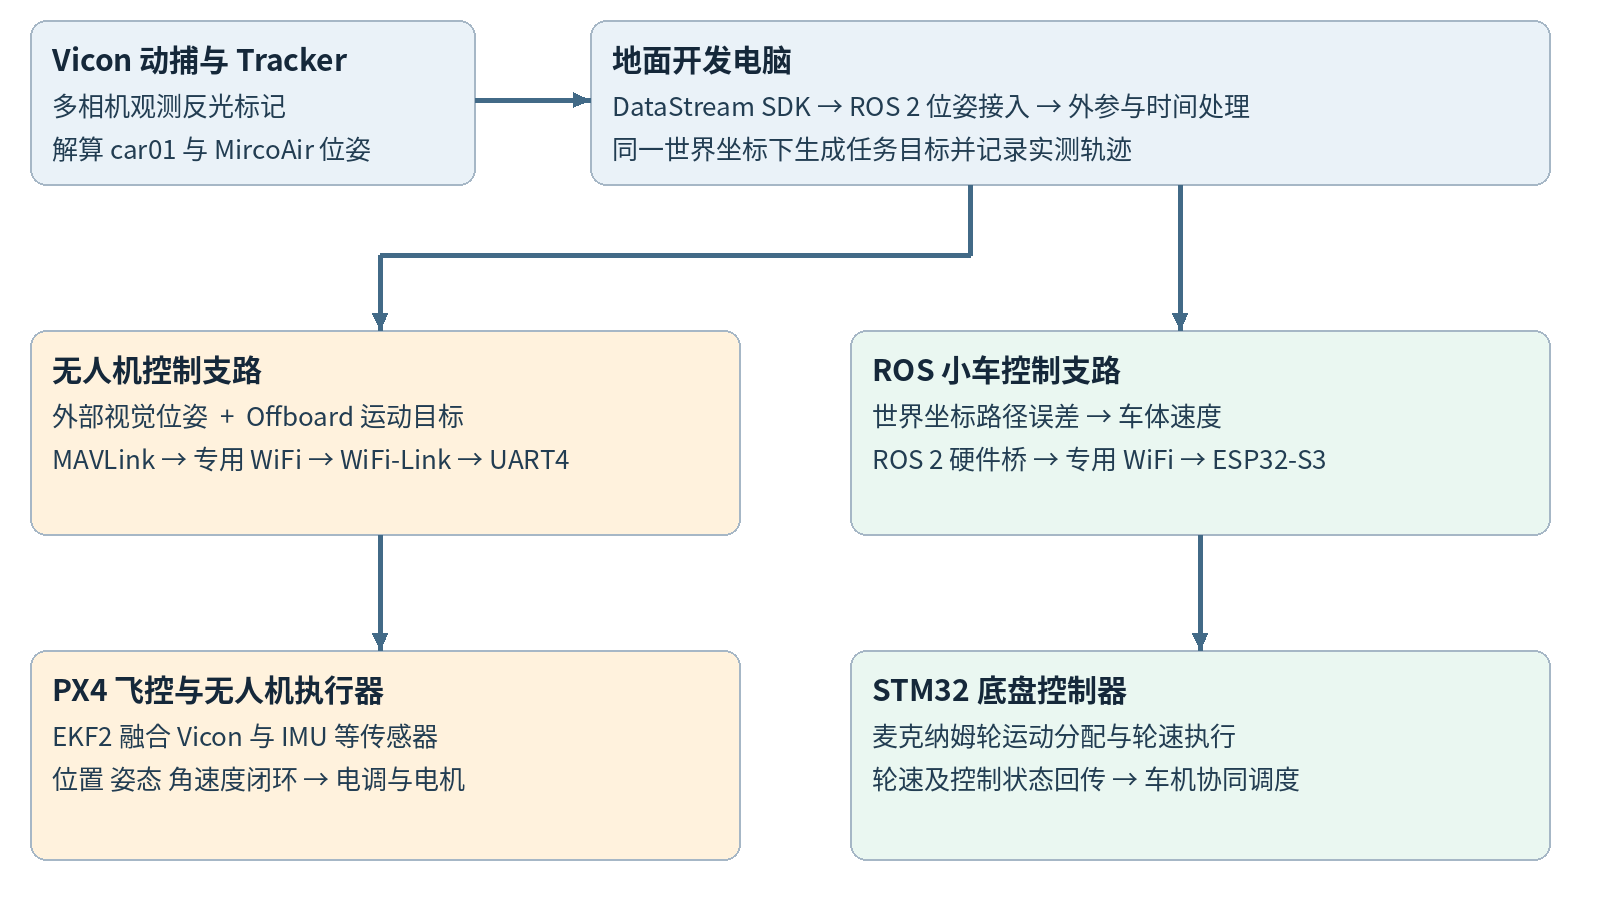 Vicon 动捕与 Tracker
多相机观测反光标记
解算 car01 与 MircoAir 位姿
地面开发电脑
DataStream SDK → ROS 2 位姿接入 → 外参与时间处理
同一世界坐标下生成任务目标并记录实测轨迹
无人机控制支路
外部视觉位姿 + Offboard 运动目标
MAVLink → 专用 WiFi → WiFi-Link → UART4
ROS 小车控制支路
世界坐标路径误差 → 车体速度
ROS 2 硬件桥 → 专用 WiFi → ESP32-S3
PX4 飞控与无人机执行器
EKF2 融合 Vicon 与 IMU 等传感器
位置 姿态 角速度闭环 → 电调与电机
STM32 底盘控制器
麦克纳姆轮运动分配与轮速执行
轮速及控制状态回传 → 车机协同调度